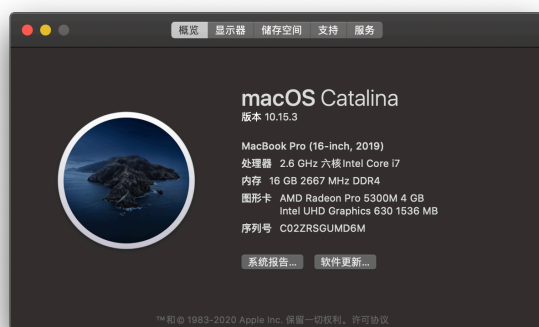 概览 显示器 储存空间 支持 服务
macOS Catalina
版本 10.15.3
MacBook Pro (16-inch, 2019)
处理器 2.6 GHz 六核Intel Core i7
内存 16 GB 2667 MHz DDR4
图形卡 AMD Radeon Pro 5300M 4 GB
Intel UHD Graphics 630 1536 MB
序列号 C02ZRSGUMD6M
系统报告... 软件更新...
™和© 1983-2020 Apple Inc. 保留一切权利。许可协议